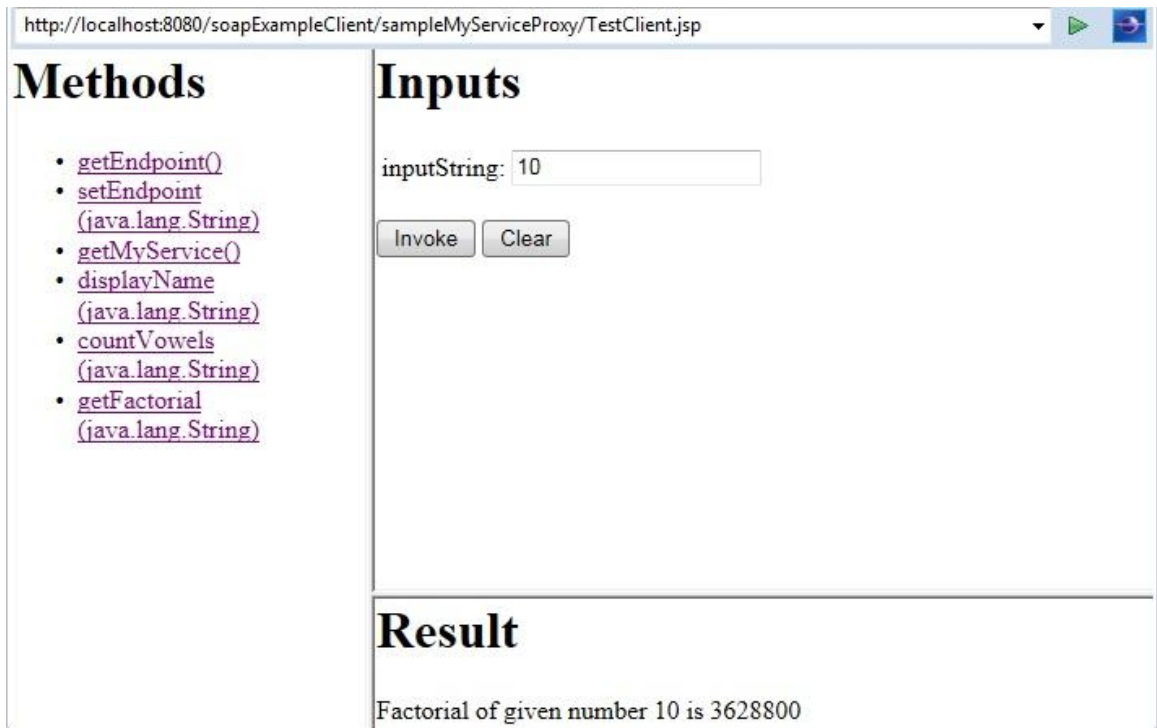 http://localhost:8080/soapExampleClient/sampleMyServiceProxy/TestClient.jsp
Methods
• getEndpoint()
• setEndpoint
(java.lang.String)
• getMyService()
• displayName
(java.lang.String)
• countVowels
(java.lang.String)
• getFactorial
(java.lang.String)
Inputs
inputString: 10
Invoke Clear
Result
Factorial of given number 10 is 3628800